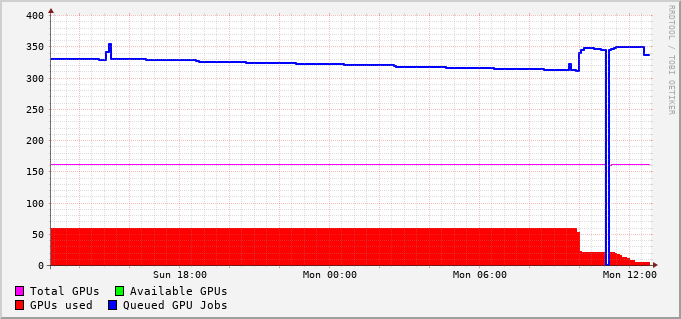 400
350
300
250
200
150
100
50
0
Sun 18:00 Mon 00:00 Mon 06:00 Mon 12:00
Total GPUs Available GPUs
GPUs used Queued GPU Jobs
RRDTOOL / TOBI OETIKER